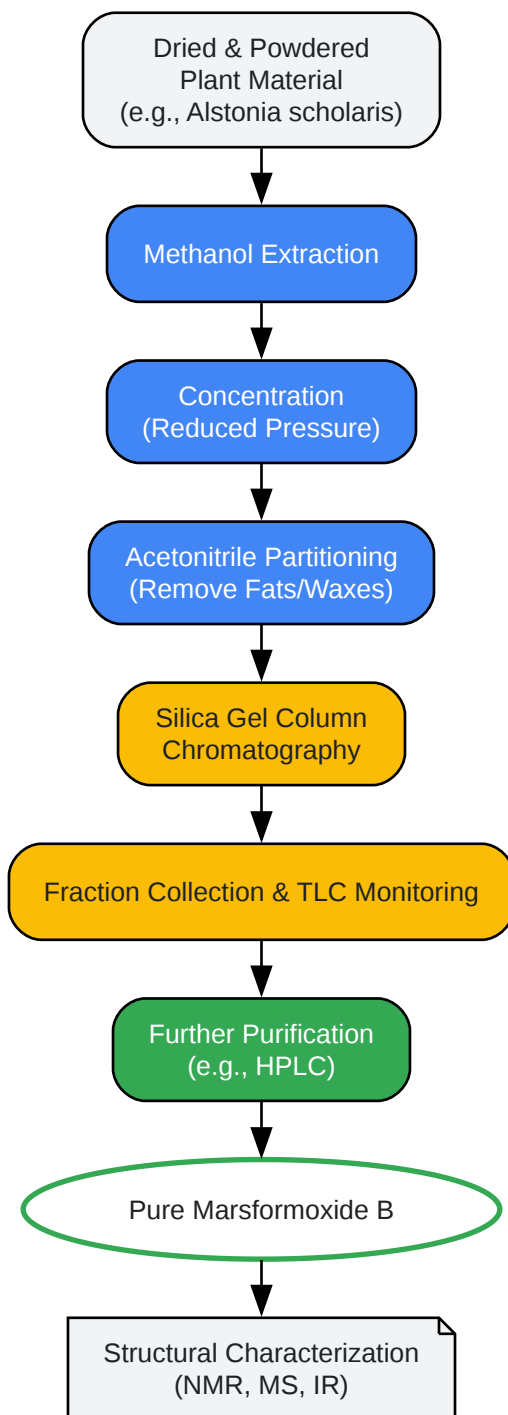 Dried & Powdered
Plant Material
(e.g., Alstonia scholaris)
Methanol Extraction
Concentration
(Reduced Pressure)
Acetonitrile Partitioning
(Remove Fats/Waxes)
Silica Gel Column
Chromatography
Fraction Collection & TLC Monitoring
Further Purification
(e.g., HPLC)
Pure Marsformoxide B
Structural Characterization
(NMR, MS, IR)